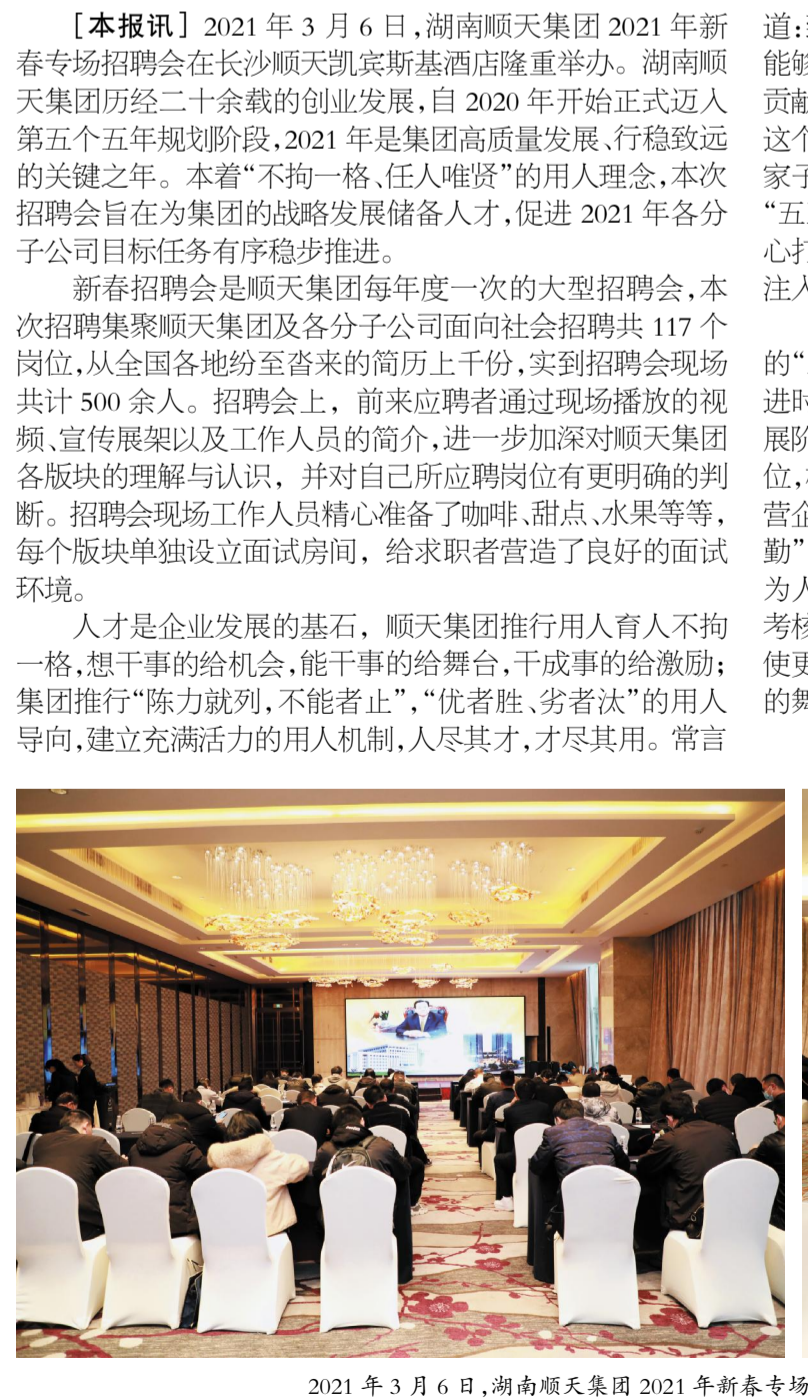 ［本报讯］2021 年 3 月 6 日,湖南顺天集团 2021 年新
春专场招聘会在长沙顺天凯宾斯基酒店隆重举办。湖南顺
天集团历经二十余载的创业发展,自 2020 年开始正式迈入
第五个五年规划阶段,2021 年是集团高质量发展、行稳致远
的关键之年。本着“不拘一格、任人唯贤”的用人理念,本次
招聘会旨在为集团的战略发展储备人才,促进 2021 年各分
子公司目标任务有序稳步推进。
新春招聘会是顺天集团每年度一次的大型招聘会,本
次招聘集聚顺天集团及各分子公司面向社会招聘共 117 个
岗位,从全国各地纷至沓来的简历上千份,实到招聘会现场
共计 500 余人。招聘会上，前来应聘者通过现场播放的视
频、宣传展架以及工作人员的简介,进一步加深对顺天集团
各版块的理解与认识，并对自己所应聘岗位有更明确的判
断。招聘会现场工作人员精心准备了咖啡、甜点、水果等等,
每个版块单独设立面试房间，给求职者营造了良好的面试
环境。
人才是企业发展的基石，顺天集团推行用人育人不拘
一格,想干事的给机会,能干事的给舞台,干成事的给激励;
集团推行“陈力就列,不能者止”,“优者胜、劣者汰”的用人
导向,建立充满活力的用人机制,人尽其才,才尽其用。常言
道:
能够
贡献
这个
家子
“五
心打
注入
的“
进时
展阶
位,
营企
勤”
为人
考核
使更
的舞
2021 年 3 月 6 日,湖南顺天集团 2021 年新春专场